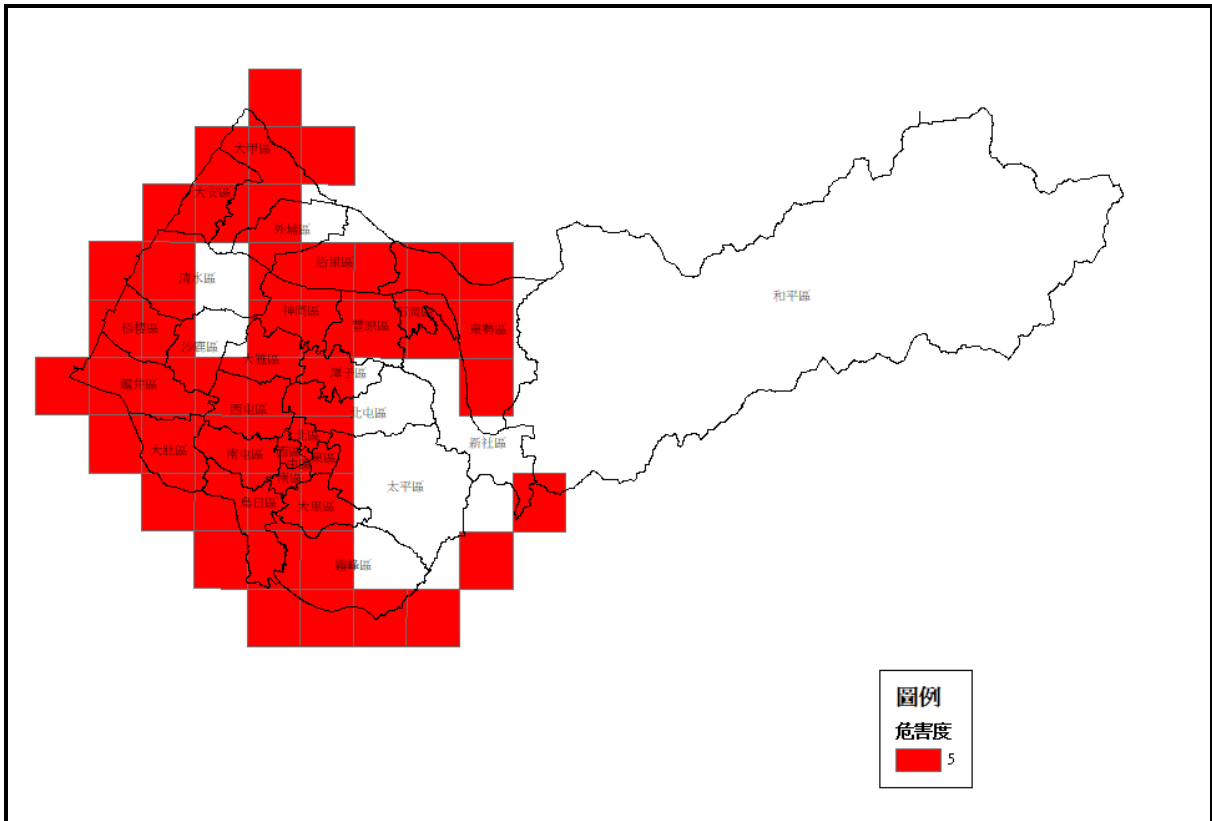 大甲區
大安區
外埔區
后里區
清水區
和平區
神岡區
石岡區
梧棲區
豐原區
東勢區
沙鹿區
大雅區
潭子區
龍井區
西屯區
北屯區
北區
新社區
大肚區
南屯區
西區
東區
中區
南區
太平區
烏日區
大里區
霧峰區
圖例
危害度
5